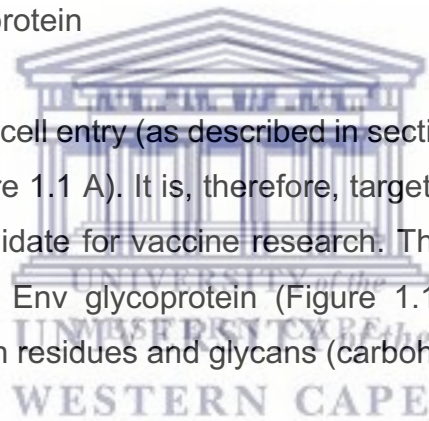 protein
cell entry (as described in secti
re 1.1 A). It is, therefore, target
idate for vaccine research. Th
Env glycoprotein (Figure 1.1
n residues and glycans (carboh
UNIVERSITY of the
WESTERN CAPE